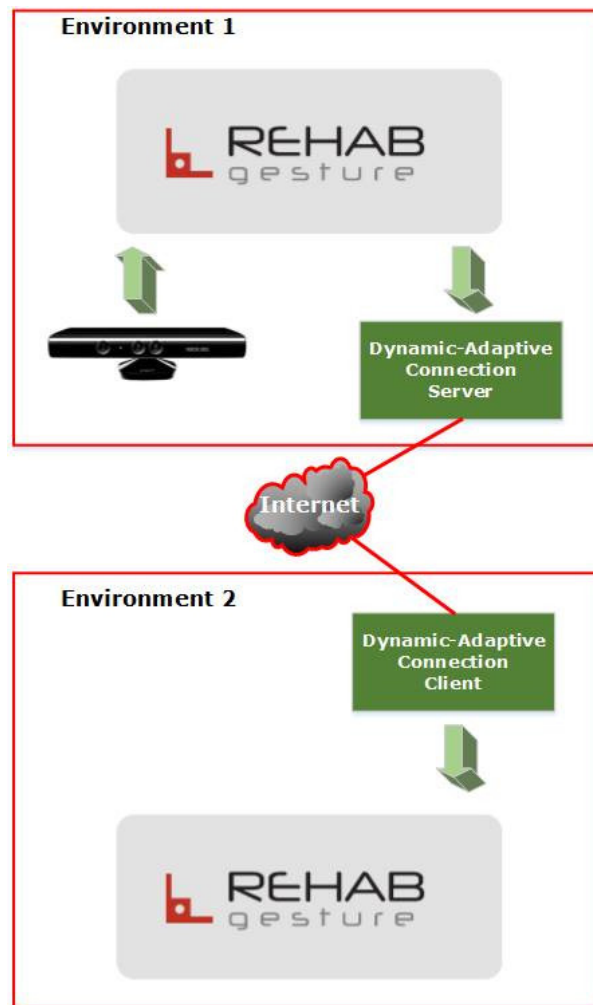 Environment 1
REHAB
gesture
Dynamic-Adaptive
Connection
Server
Internet
Environment 2
Dynamic-Adaptive
Connection
Client
REHAB
gesture